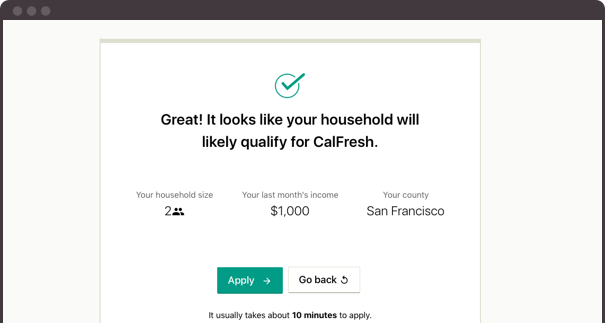 Great! It looks like your household will
likely qualify for CalFresh.
Your household size
2
Your last month's income
$1,000
Your county
San Francisco
Apply →
Go back
It usually takes about 10 minutes to apply.